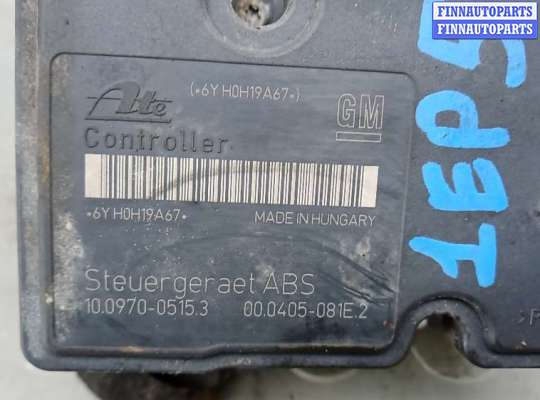 FINNAUTOPARTS
FINNAUTOPARTS
(*6Y H0H19A67*)
Ate
GM
Controller
*6Y H0H19A67*
MADE IN HUNGARY
Steuergeraet ABS
10.0970-0515.3
00.0405-081E.2
1EP5